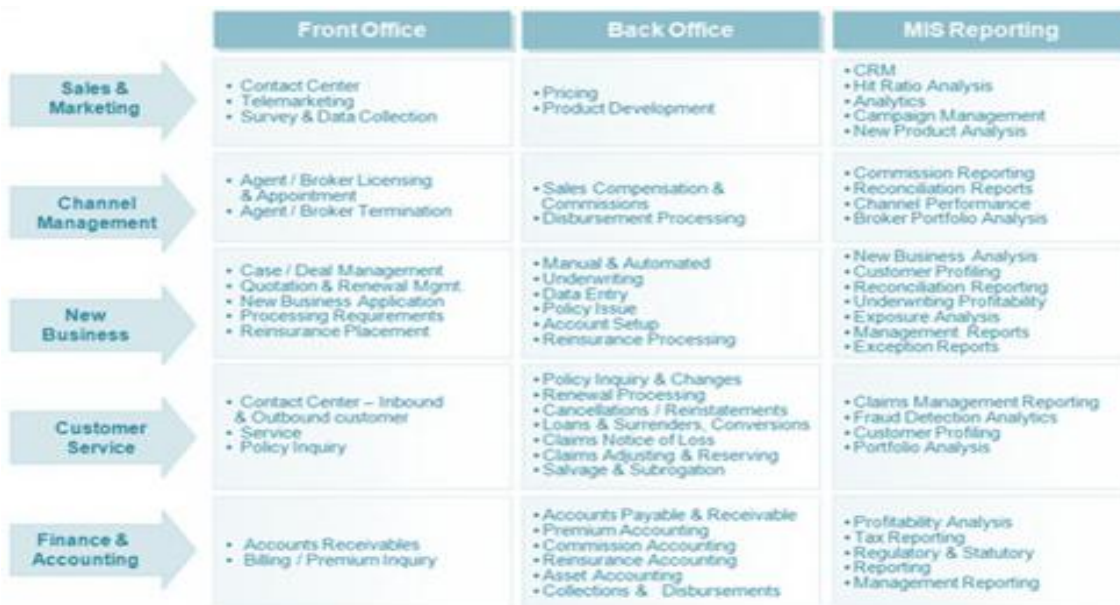 Front Office
Back Office
MIS Reporting
Sales &
Marketing
• Contact Center
• Telemarketing
• Survey & Data Collection
• Pricing
• Product Development
• CRM
• Hit Ratio Analysis
• Analytics
• Campaign Management
• New Product Analysis
Channel
Management
• Agent / Broker Licensing
& Appointment
• Agent / Broker Termination
• Sales Compensation &
Commissions
• Disbursement Processing
• Commission Reporting
• Reconciliation Reports
• Channel Performance
• Broker Portfolio Analysis
New
Business
• Case / Deal Management
• Quotation & Renewal Mgmt.
• New Business Application
• Processing Requirements
• Reinsurance Placement
• Manual & Automated
• Underwriting
• Data Entry
• Policy Issue
• Account Setup
• Reinsurance Processing
• New Business Analysis
• Customer Profiling
• Reconciliation Reporting
• Underwriting Profitability
• Exposure Analysis
• Management Reports
• Exception Reports
Customer
Service
• Contact Center – Inbound
& Outbound customer
• Service
• Policy Inquiry
• Policy Inquiry & Changes
• Renewal Processing
• Cancellations / Reinstatements
• Loans & Surrenders, Conversions
• Claims Notice of Loss
• Claims Adjusting & Reserving
• Salvage & Subrogation
• Claims Management Reporting
• Fraud Detection Analytics
• Customer Profiling
• Portfolio Analysis
Finance &
Accounting
• Accounts Receivables
• Billing / Premium Inquiry
• Accounts Payable & Receivable
• Premium Accounting
• Commission Accounting
• Reinsurance Accounting
• Asset Accounting
• Collections & Disbursements
• Profitability Analysis
• Tax Reporting
• Regulatory & Statutory
• Reporting
• Management Reporting